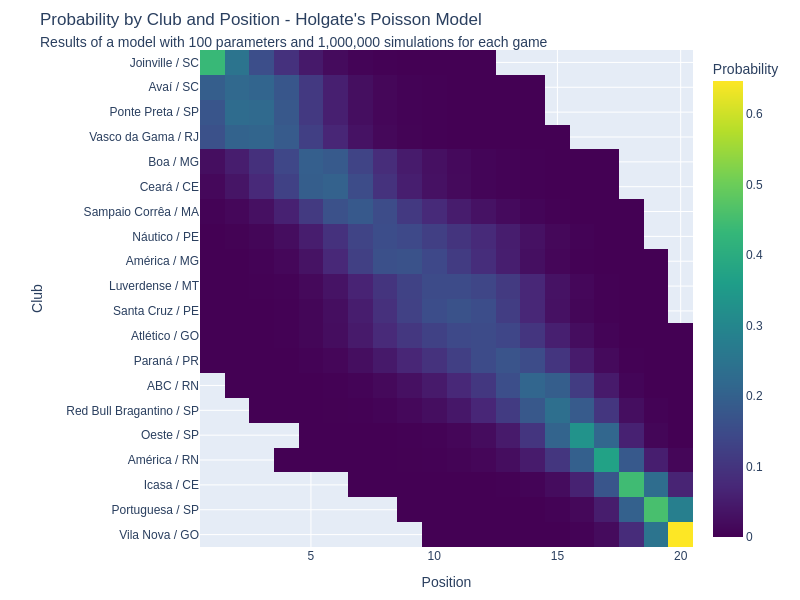 Probability by Club and Position - Holgate's Poisson Model
Results of a model with 100 parameters and 1,000,000 simulations for each game
Probability
Club
Joinville / SC
Avaí / SC
Ponte Preta / SP
Vasco da Gama / RJ
Boa / MG
Ceará / CE
Sampaio Corrêa / MA
Náutico / PE
América / MG
Luverdense / MT
Santa Cruz / PE
Atlético / GO
Paraná / PR
ABC / RN
Red Bull Bragantino / SP
Oeste / SP
América / RN
Icasa / CE
Portuguesa / SP
Vila Nova / GO
0.6
0.5
0.4
0.3
0.2
0.1
0
5
10
15
20
Position